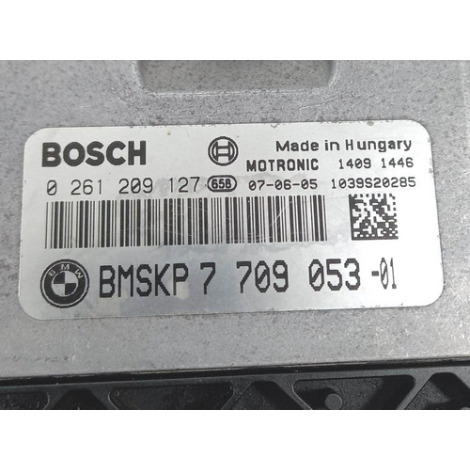 BOSCH
Made in Hungary
MOTRONIC 1409 1446
0 261 209 127 658 07-06-05 1039S20285
BMW
BMSKP 7 709 053-01